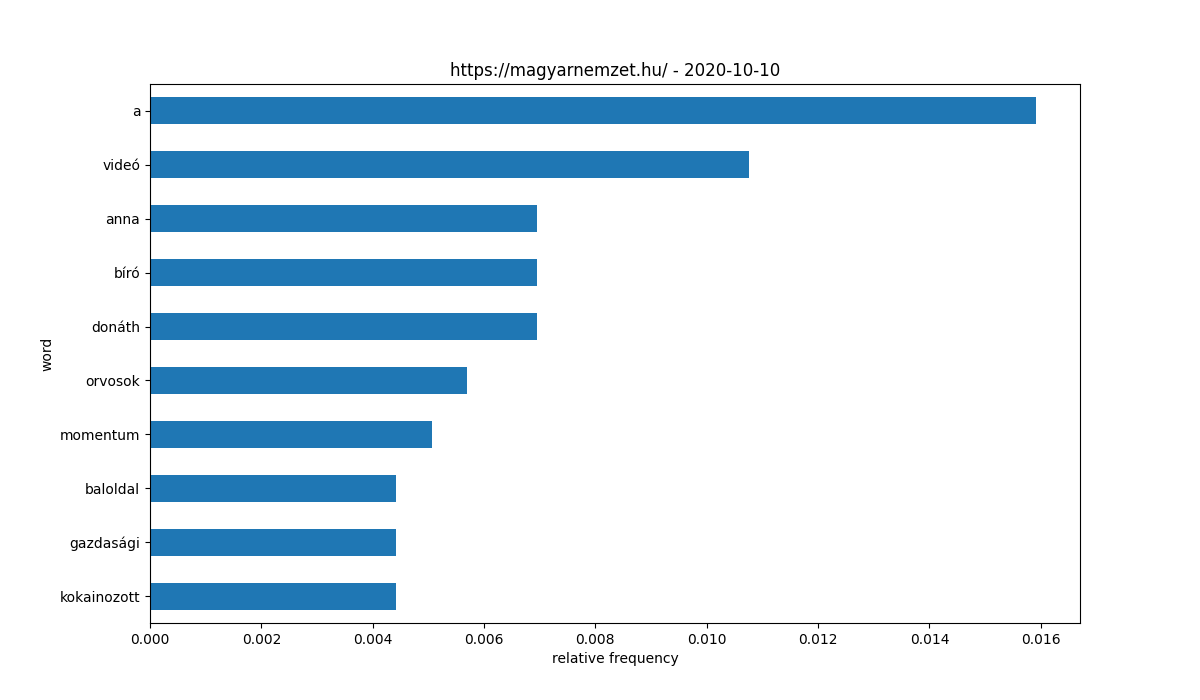 https://magyarnemzet.hu/ - 2020-10-10
a
videó
anna
bíró
donáth
orvosok
momentum
baloldal
gazdasági
kokainozott
word
0.000 0.002 0.004 0.006 0.008 0.010 0.012 0.014 0.016
relative frequency